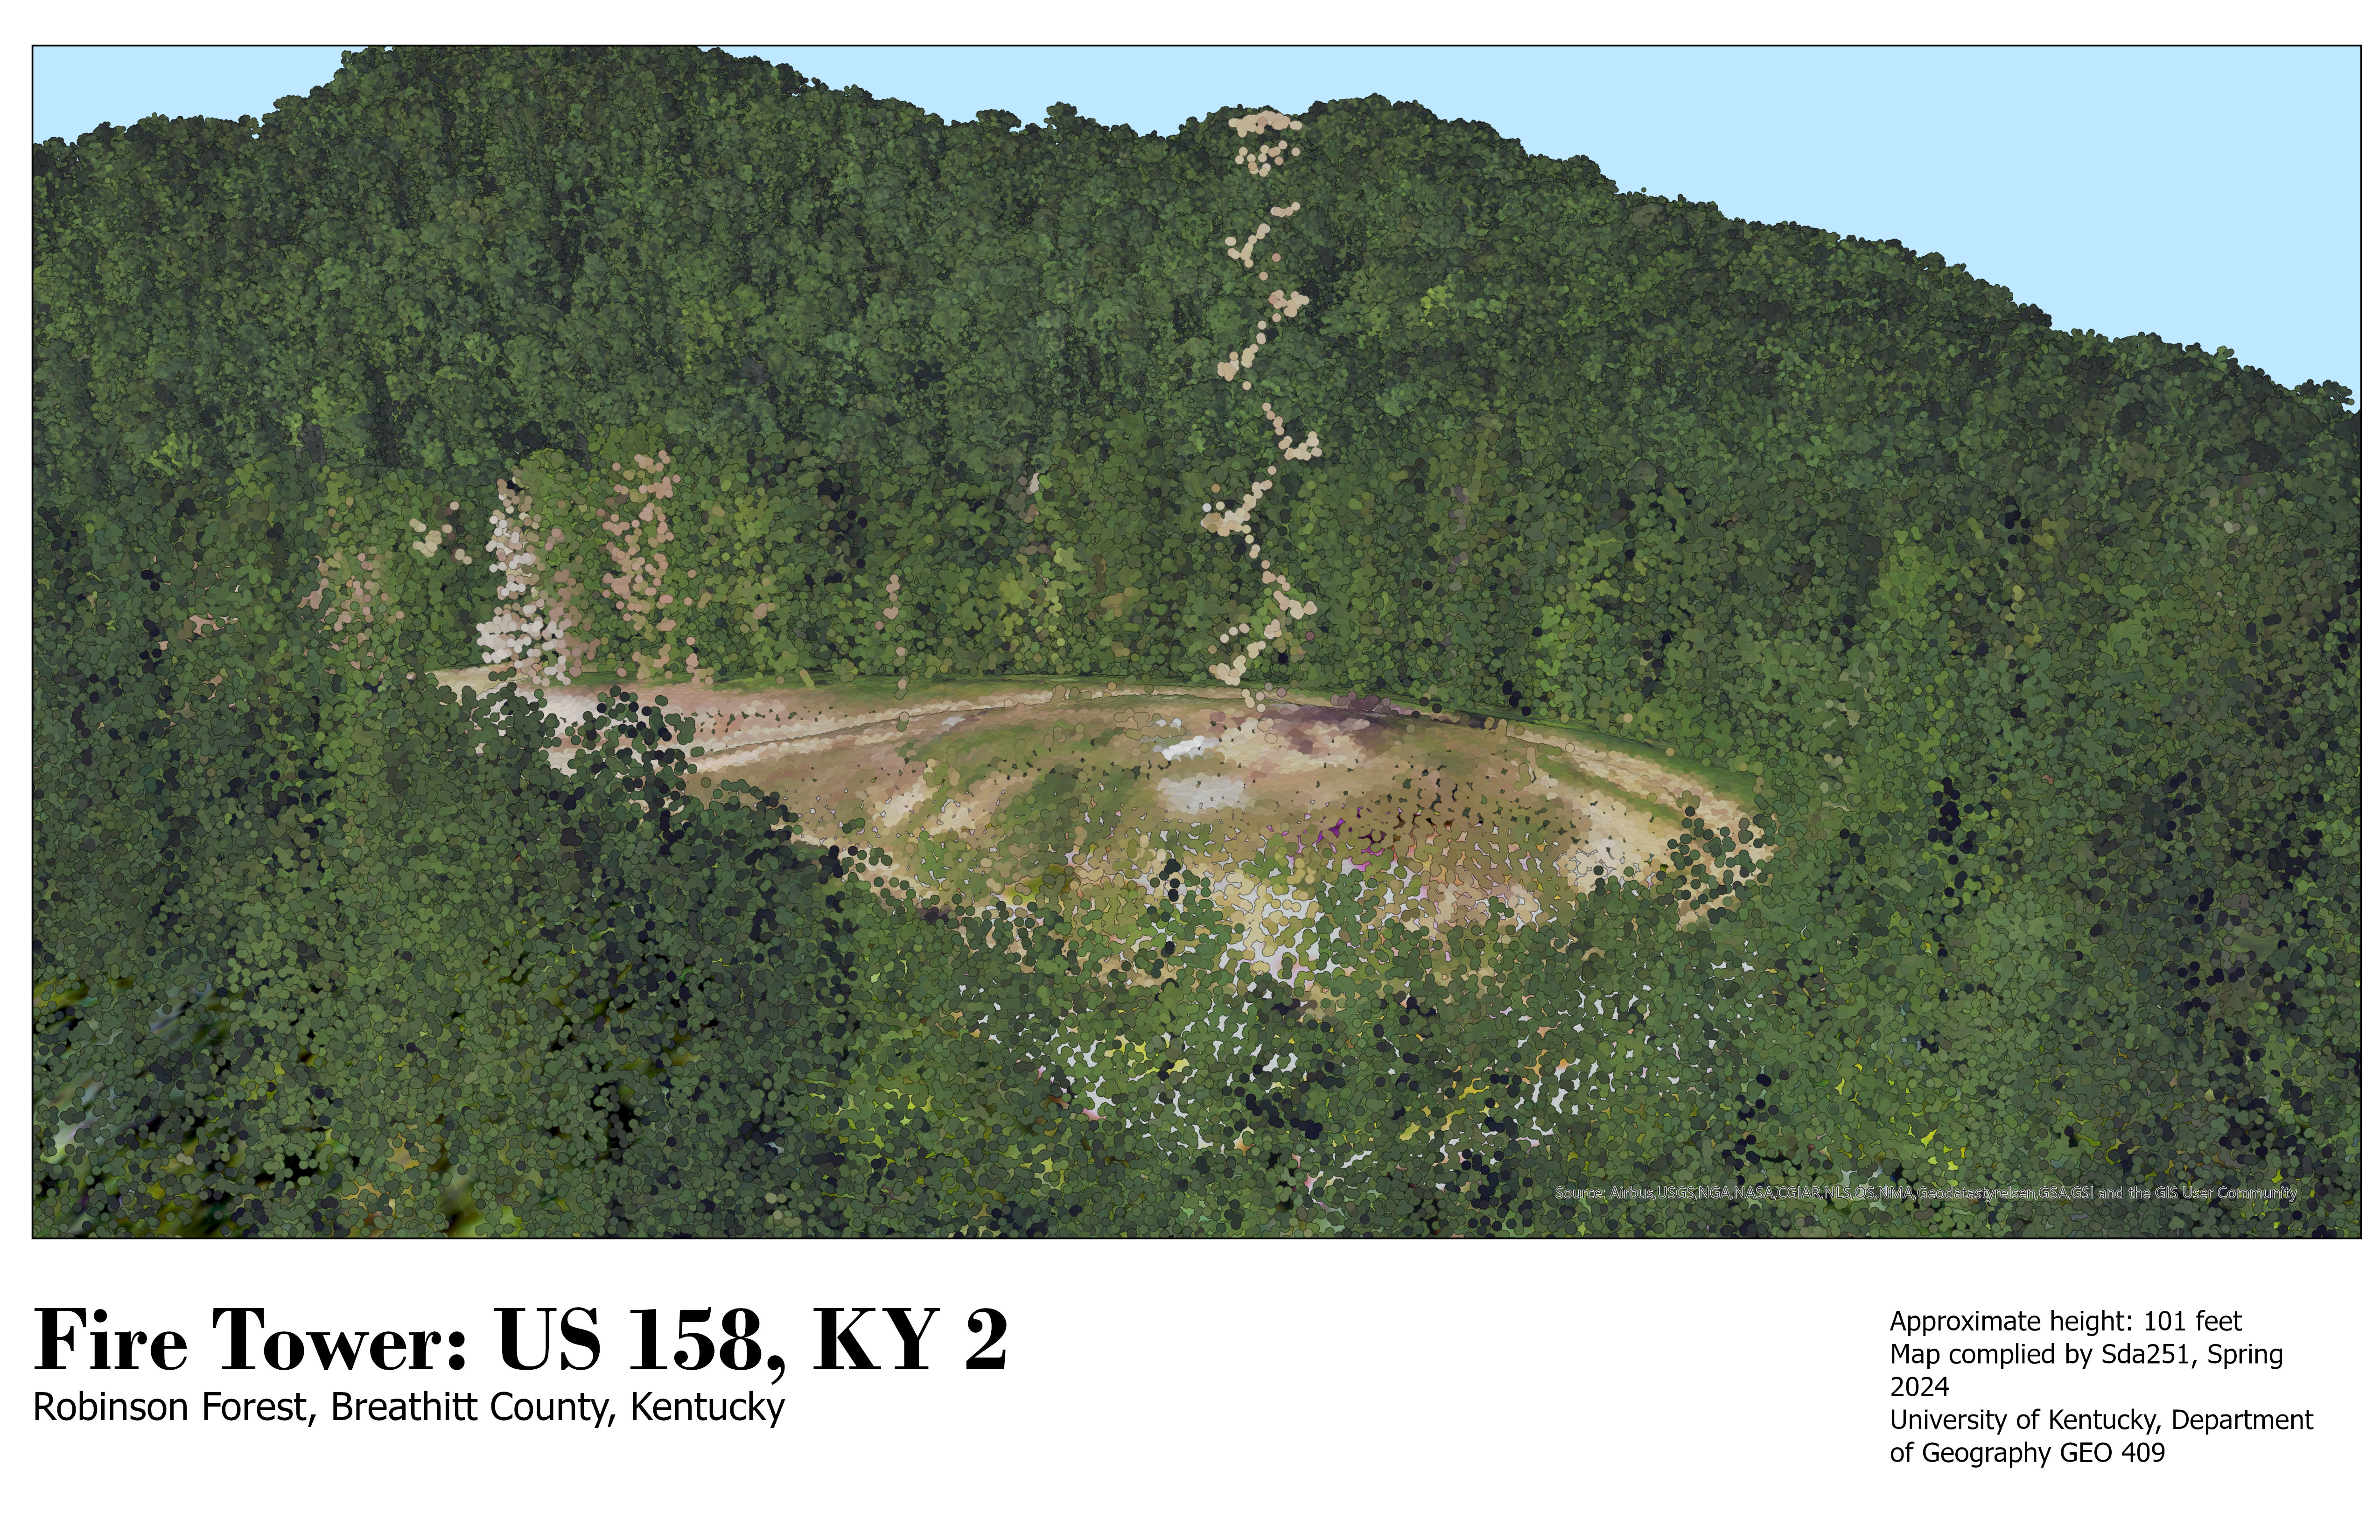 Source: Airbus,USGS,NGA,NASA,CGIAR,NLS,OS,NMA,Geodatastyrelsen,GSA,GSI and the GIS User Community
Fire Tower: US 158, KY 2
Robinson Forest, Breathitt County, Kentucky
Approximate height: 101 feet
Map complied by Sda251, Spring
2024
University of Kentucky, Department
of Geography GEO 409